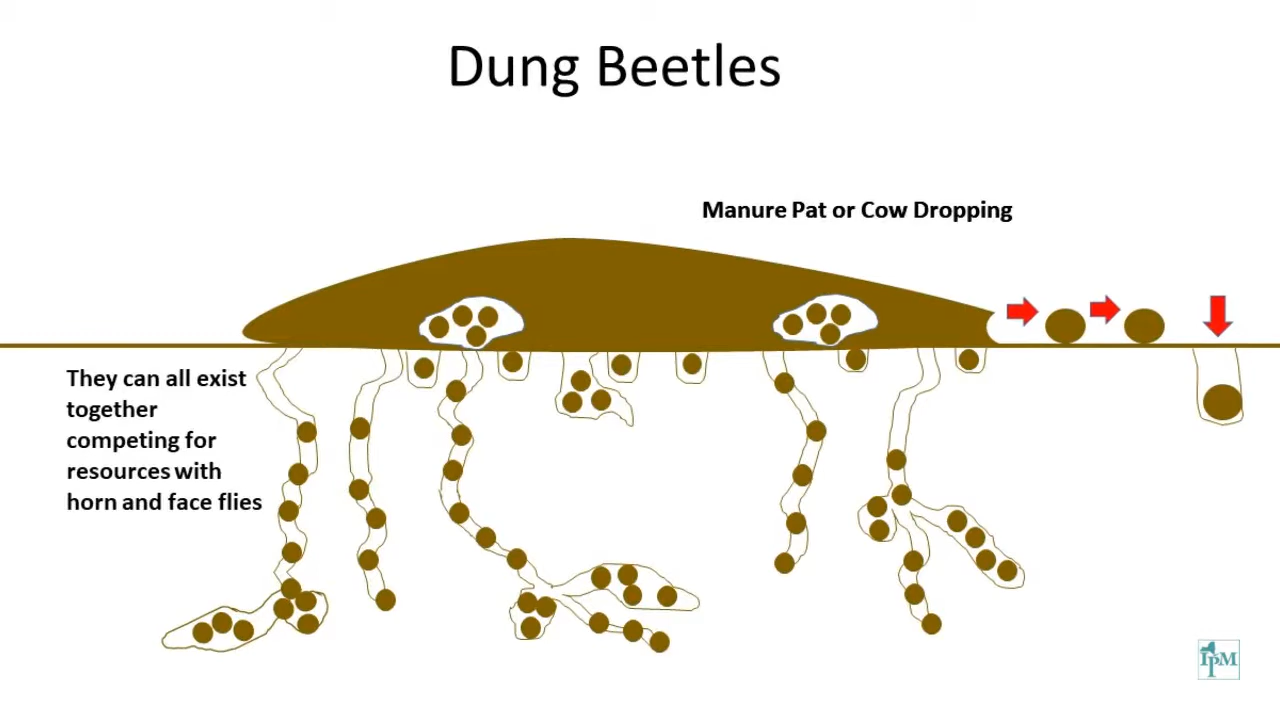 Dung Beetles
Manure Pat or Cow Dropping
They can all exist
together
competing for
resources with
horn and face flies
IPM